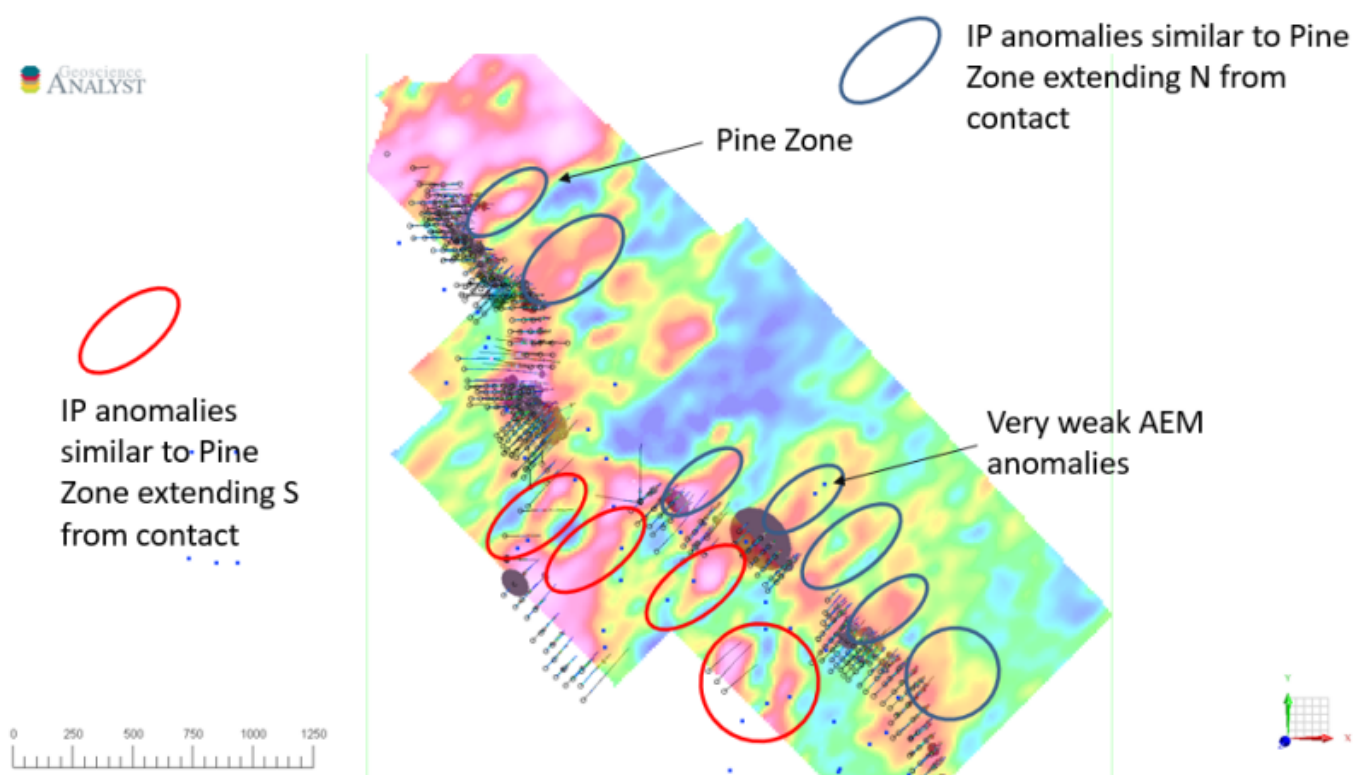 IP anomalies similar to Pine
Zone extending N from
contact
Geoscience
ANALYST
Pine Zone
IP anomalies
similar to Pine
Zone extending S
from contact
Very weak AEM
anomalies
0 250 500 750 1000 1250
Y
X